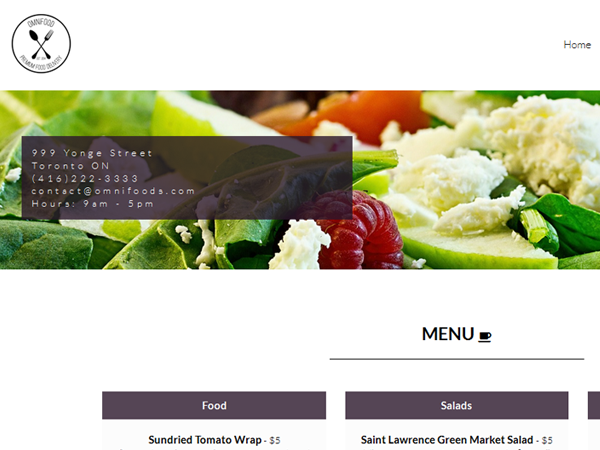 OMNIFOOD
PREMIUM FOOD DELIVERY
Home
999 Yonge Street
Toronto ON
(416)222-3333
contact@omnifoods.com
Hours: 9am - 5pm
MENU
Food
Salads
Sundried Tomato Wrap - $5
Saint Lawrence Green Market Salad - $5